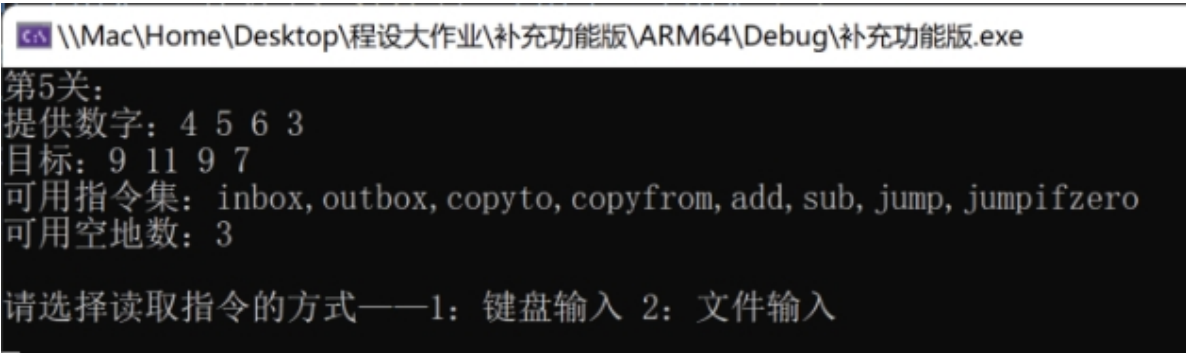 \\Mac\Home\Desktop\程设大作业\补充功能版\ARM64\Debug\补充功能版.exe
第5关：
提供数字：4 5 6 3
目标：9 11 9 7
可用指令集：inbox,outbox,copyto,copyfrom,add,sub,jump,jumpifzero
可用空地数：3
请选择读取指令的方式——1：键盘输入 2：文件输入